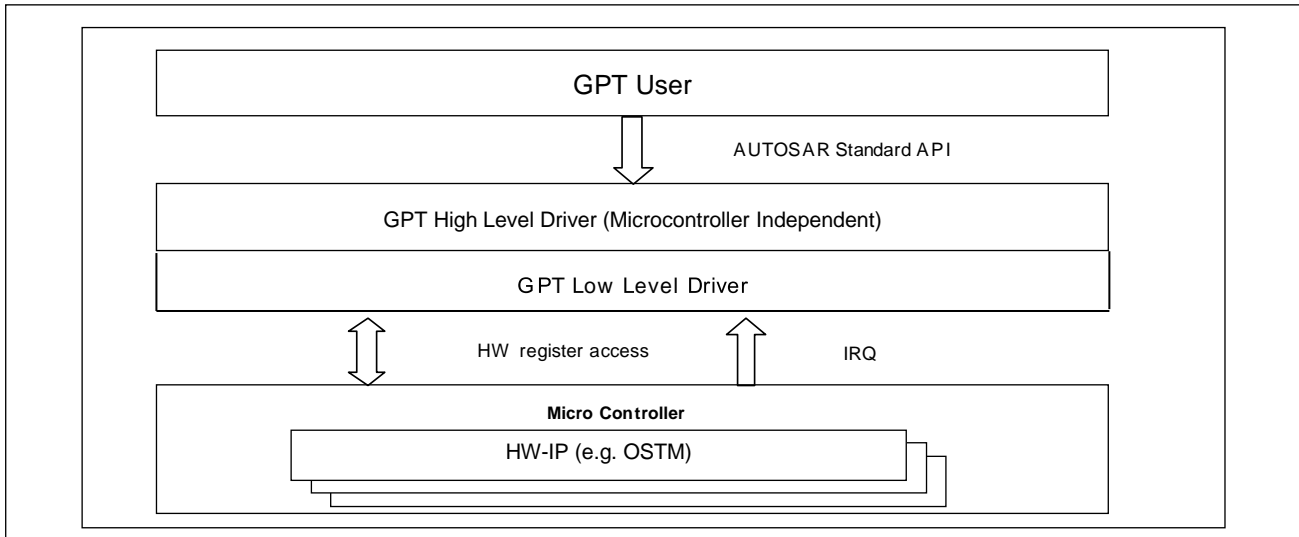 GPT User
AUTOSAR Standard API
GPT High Level Driver (Microcontroller Independent)
GPT Low Level Driver
HW register access
IRQ
Micro Controller
HW-IP (e.g. OSTM)